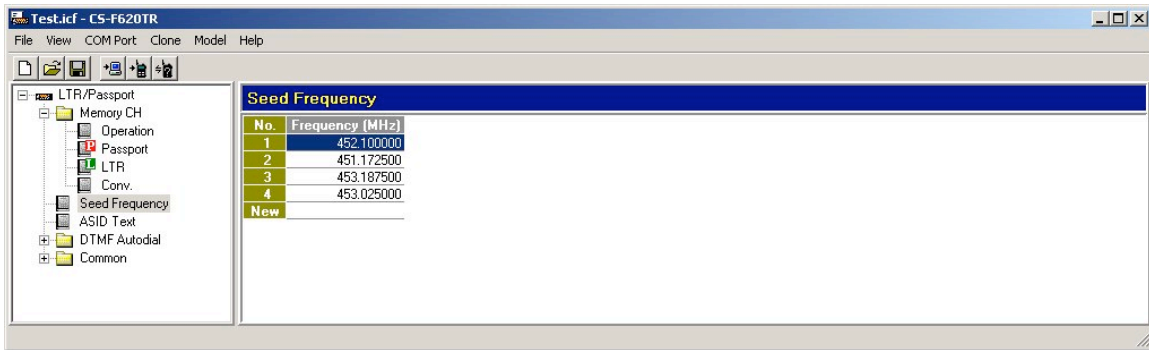 Test.icf - CS-F620TR
File View COM Port Clone Model Help
LTR/Passport
Memory CH
Operation
P Passport
L LTR
Conv.
Seed Frequency
ASID Text
DTMF Autodial
Common
Seed Frequency
No. Frequency (MHz)
1 452.100000
2 451.172500
3 453.187500
4 453.025000
New